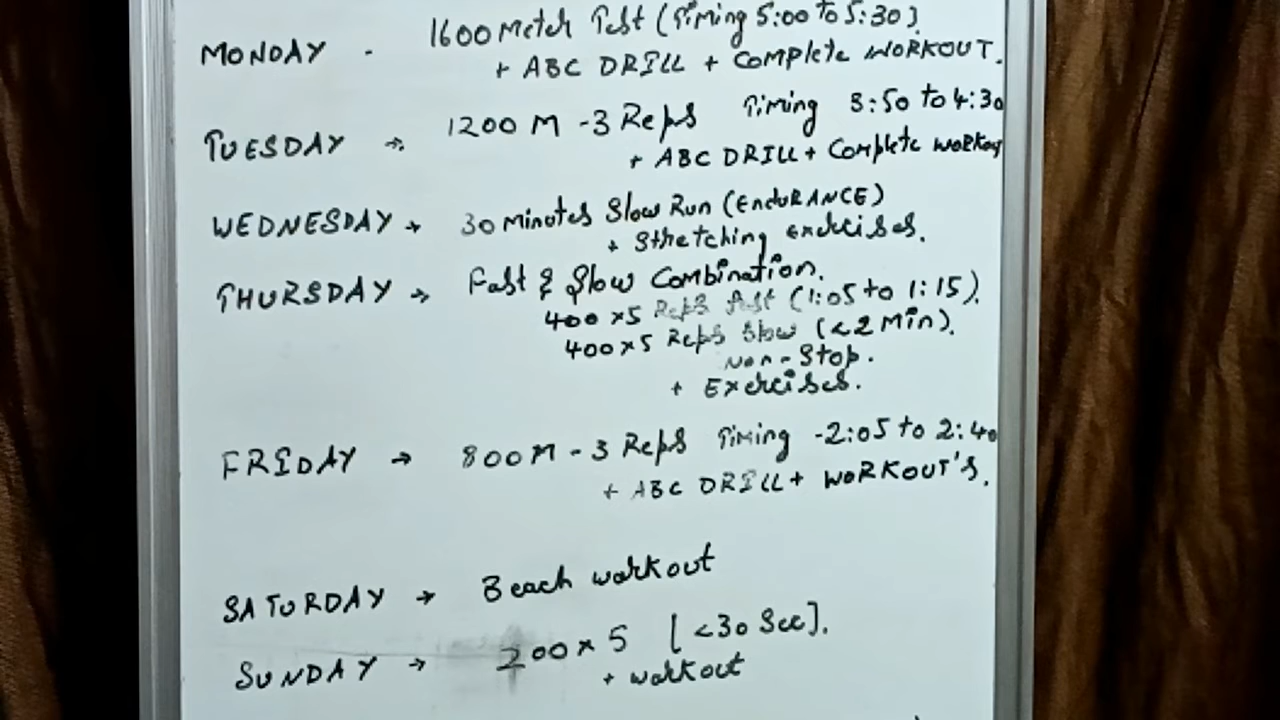 MONDAY - 1600 Meter Test (Timing 5:00 To 5:30)
+ ABC DRILL + Complete WORKOUT.
TUESDAY → 1200 M - 3 Reps Timing 3:50 to 4:30
+ ABC DRILL + Complete workout
WEDNESDAY → 30 minutes Slow Run (EnduRANCE)
+ Stretching exercises.
THURSDAY → Fast & Slow Combination.
400 x 5 Reps fast (1:05 to 1:15).
400 x 5 Reps Slow (<2 Min).
Non-Stop.
+ Exercises.
FRIDAY → 800M - 3 Reps Timing -2:05 to 2:40
+ ABC DRILL + WORKOUT'S.
SATURDAY → Beach workout
SUNDAY → 200 x 5 [<30 Sec].
+ workout